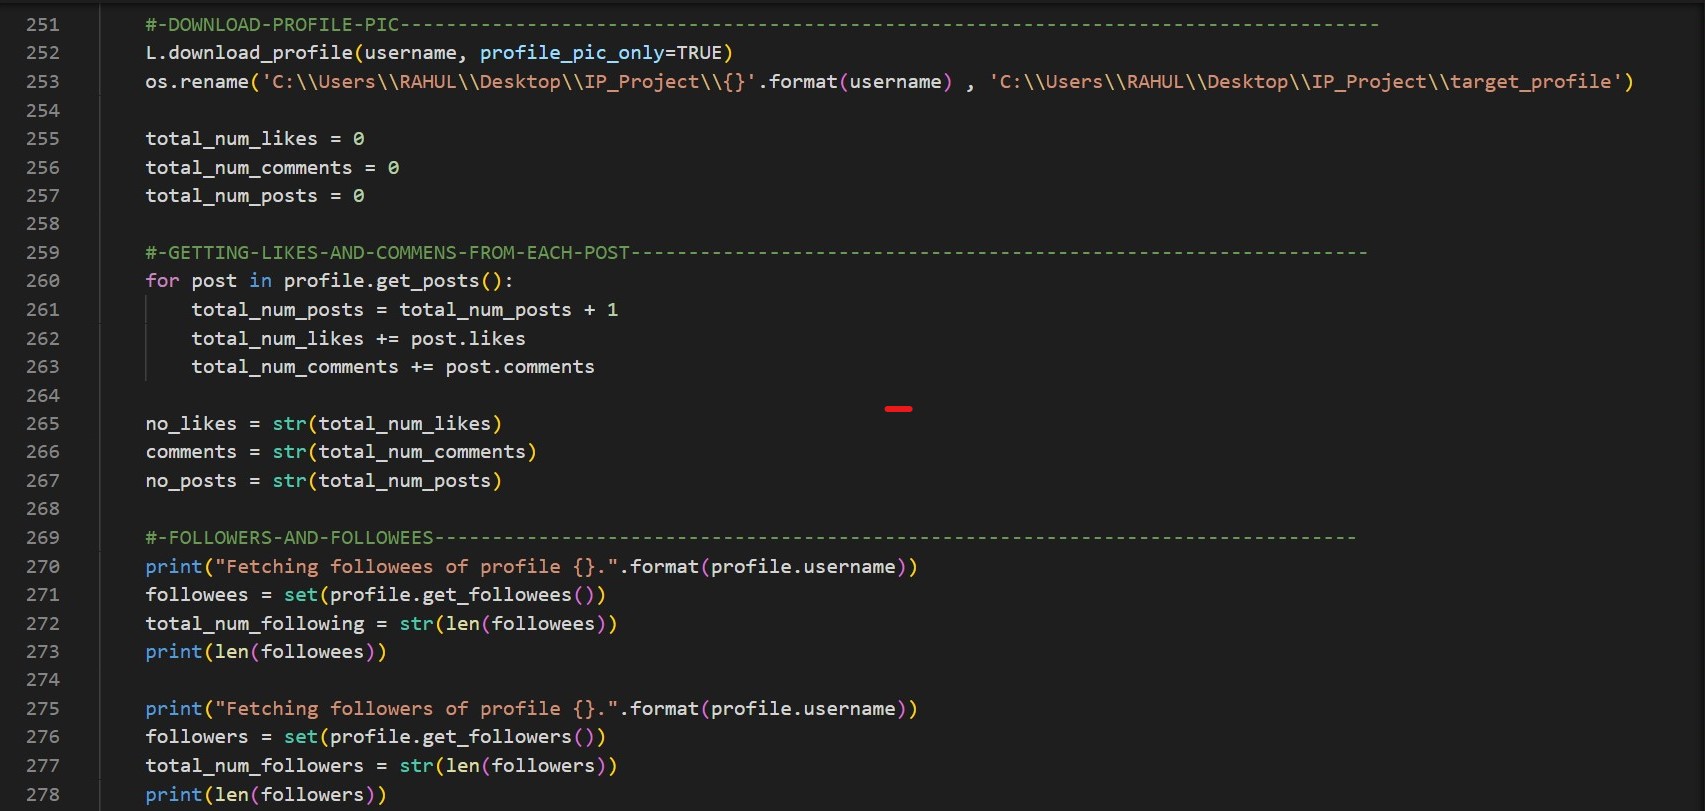 251 #-DOWNLOAD-PROFILE-PIC-------------------------------------------------------------------------------------
252 L.download_profile(username, profile_pic_only=TRUE)
253 os.rename('C:\\Users\\RAHUL\\Desktop\\IP_Project\\{}'.format(username) , 'C:\\Users\\RAHUL\\Desktop\\IP_Project\\target_profile')
254
255 total_num_likes = 0
256 total_num_comments = 0
257 total_num_posts = 0
258
259 #-GETTING-LIKES-AND-COMMENS-FROM-EACH-POST----------------------------------------------------------------
260 for post in profile.get_posts():
261     total_num_posts = total_num_posts + 1
262     total_num_likes += post.likes
263     total_num_comments += post.comments
264
265 no_likes = str(total_num_likes)
266 comments = str(total_num_comments)
267 no_posts = str(total_num_posts)
268
269 #-FOLLOWERS-AND-FOLLOWEES--------------------------------------------------------------------------------
270 print("Fetching followees of profile {}.".format(profile.username))
271 followees = set(profile.get_followees())
272 total_num_following = str(len(followees))
273 print(len(followees))
274
275 print("Fetching followers of profile {}.".format(profile.username))
276 followers = set(profile.get_followers())
277 total_num_followers = str(len(followers))
278 print(len(followers))